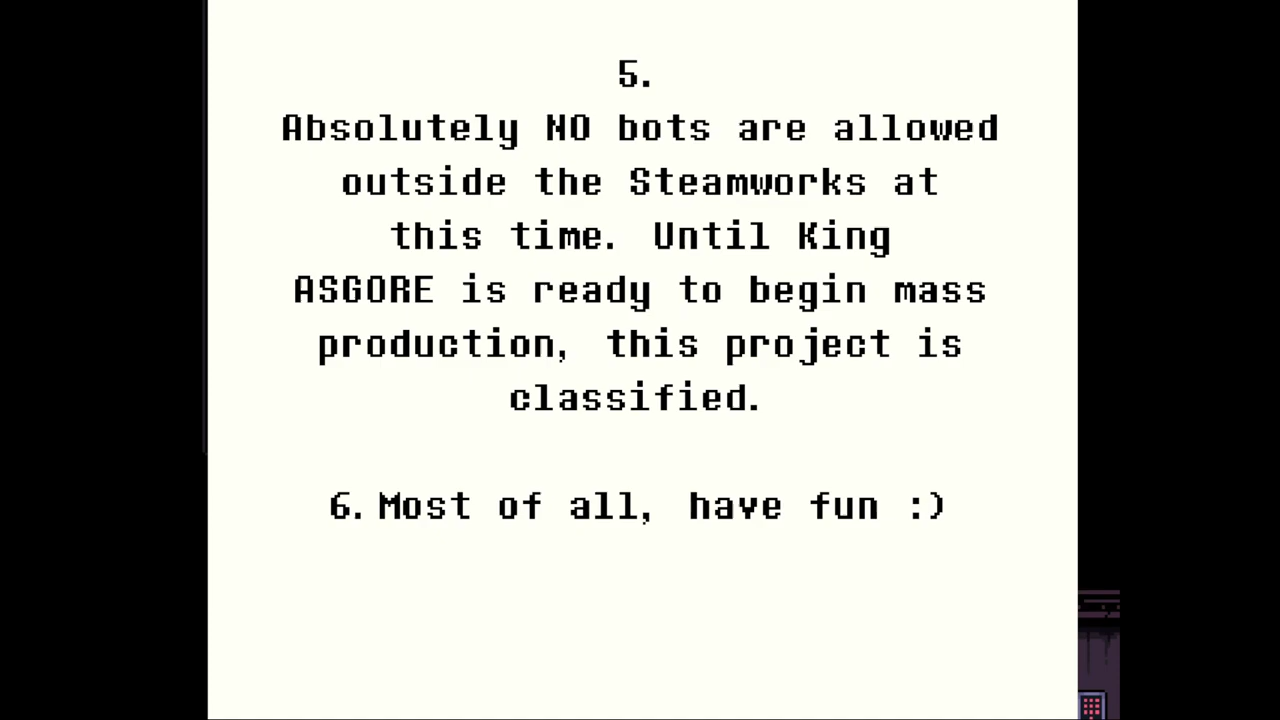 5.
Absolutely NO bots are allowed
outside the Steamworks at
this time. Until King
ASGORE is ready to begin mass
production, this project is
classified.
6. Most of all, have fun :)